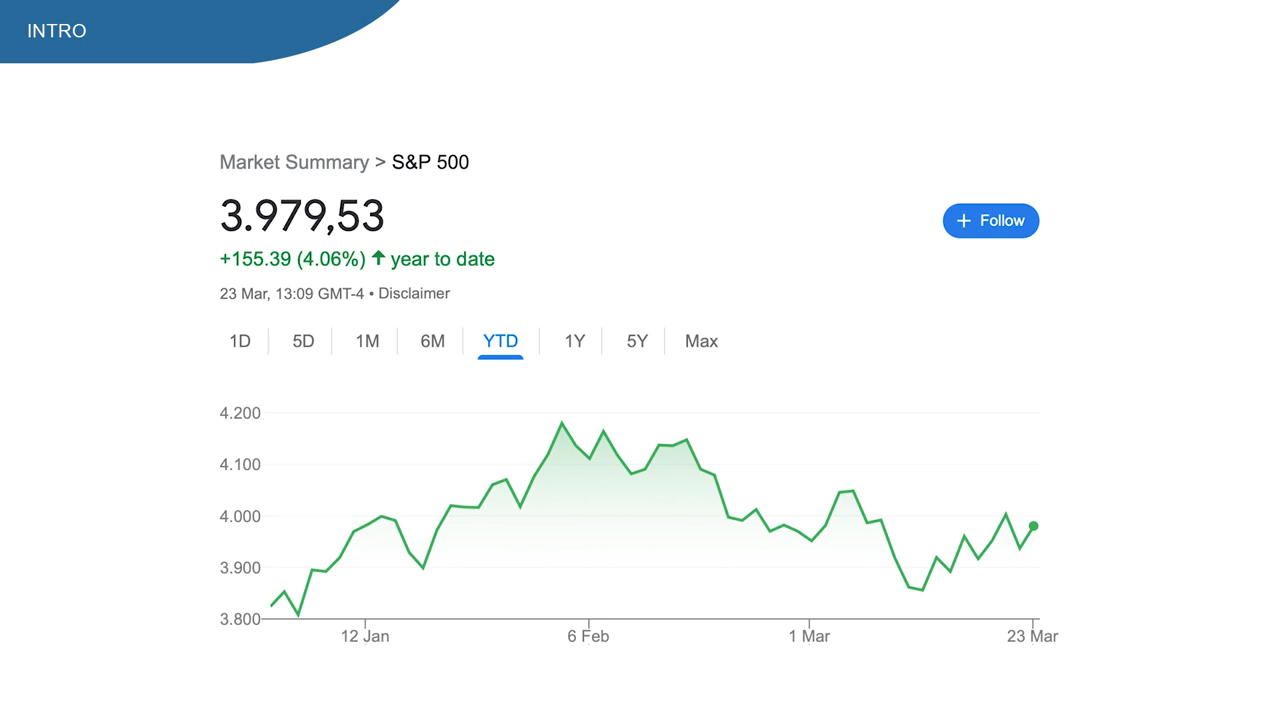 INTRO
Market Summary > S&P 500
3.979,53
+ Follow
+155.39 (4.06%) ↑ year to date
23 Mar, 13:09 GMT-4 • Disclaimer
1D 5D 1M 6M YTD 1Y 5Y Max
4.200
4.100
4.000
3.900
3.800
12 Jan 6 Feb 1 Mar 23 Mar